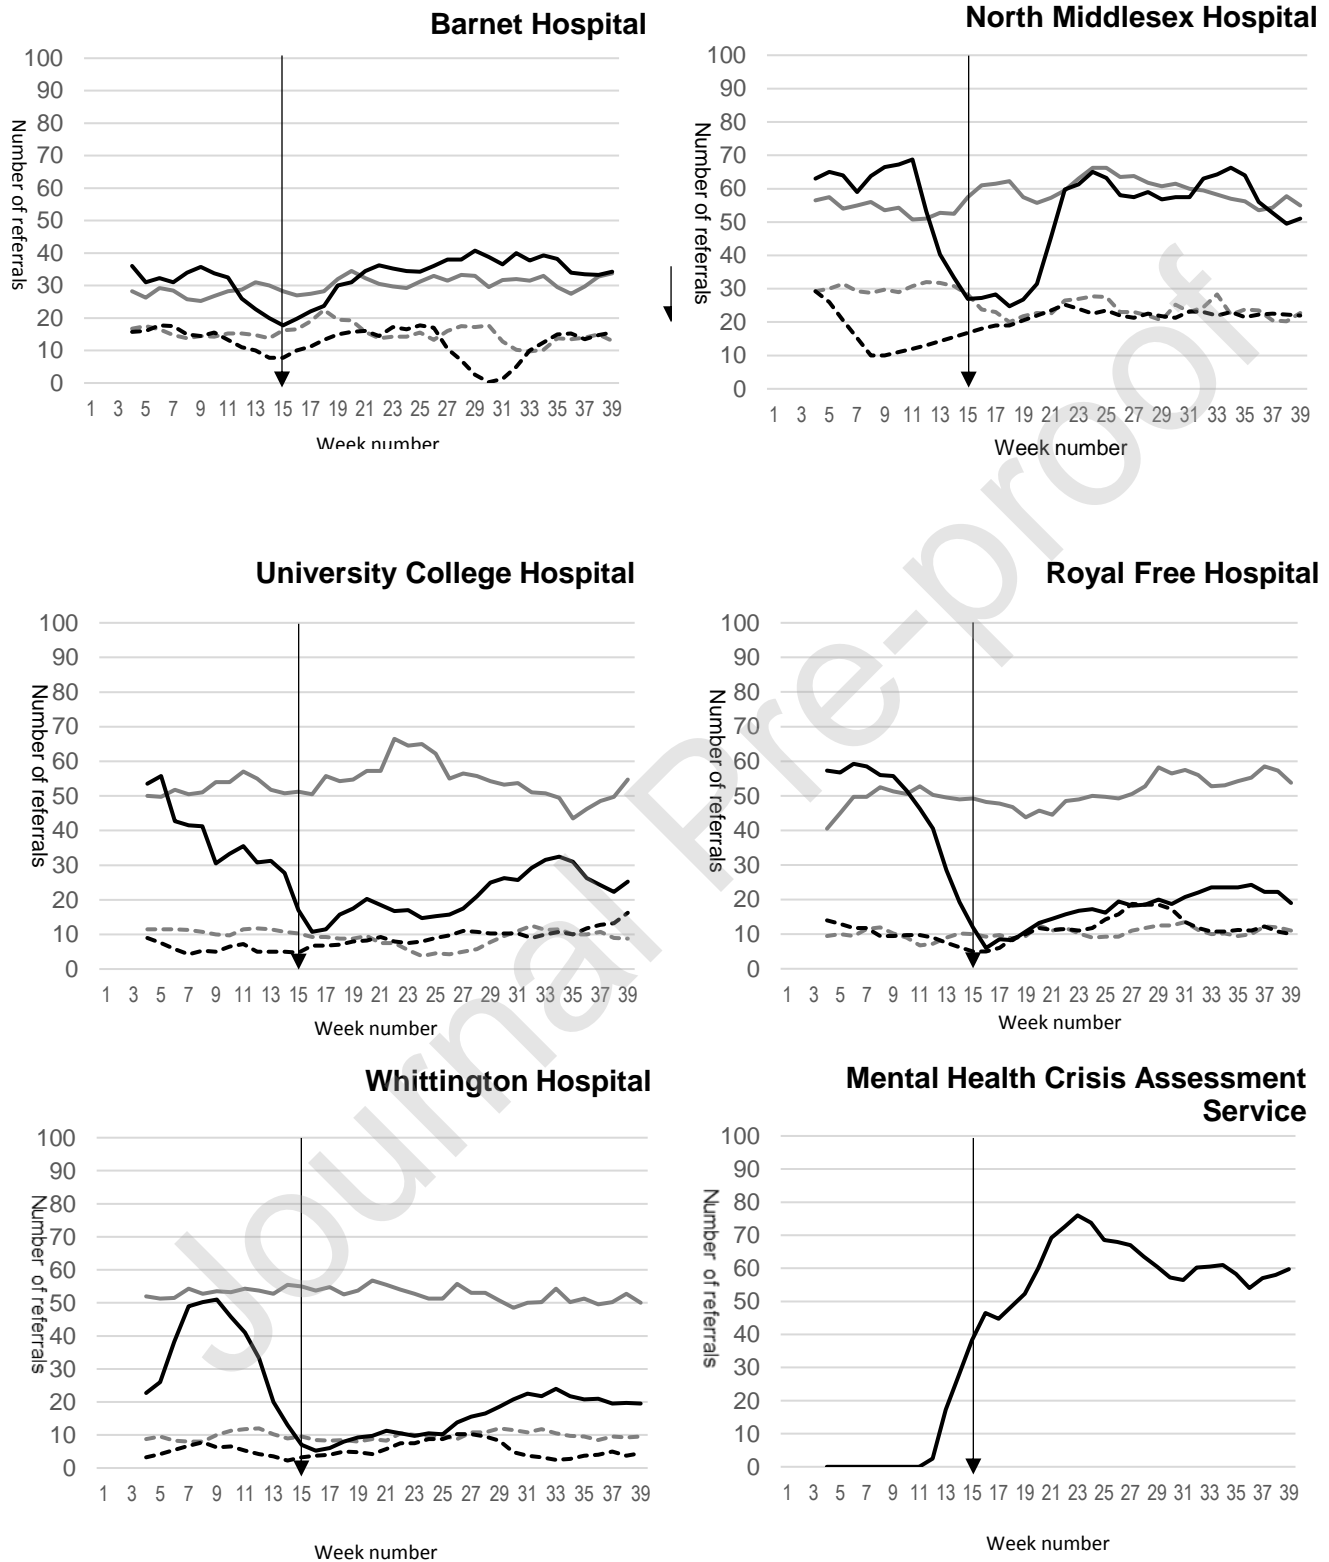 Barnet Hospital
100
90
80
70
60
50
40
30
20
10
0
Number of referrals
1 3 5 7 9 11 13 15 17 19 21 23 25 27 29 31 33 35 37 39
Week number
North Middlesex Hospital
100
90
80
70
60
50
40
30
20
10
0
Number of referrals
1 3 5 7 9 11 13 15 17 19 21 23 25 27 29 31 33 35 37 39
Week number
University College Hospital
100
90
80
70
60
50
40
30
20
10
0
Number of referrals
1 3 5 7 9 11 13 15 17 19 21 23 25 27 29 31 33 35 37 39
Week number
Royal Free Hospital
100
90
80
70
60
50
40
30
20
10
0
Number of referrals
1 3 5 7 9 11 13 15 17 19 21 23 25 27 29 31 33 35 37 39
Week number
Whittington Hospital
100
90
80
70
60
50
40
30
20
10
0
Number of referrals
1 3 5 7 9 11 13 15 17 19 21 23 25 27 29 31 33 35 37 39
Week number
Mental Health Crisis Assessment
Service
100
90
80
70
60
50
40
30
20
10
0
Number of referrals
1 3 5 7 9 11 13 15 17 19 21 23 25 27 29 31 33 35 37 39
Week number
Journal Pre-proof